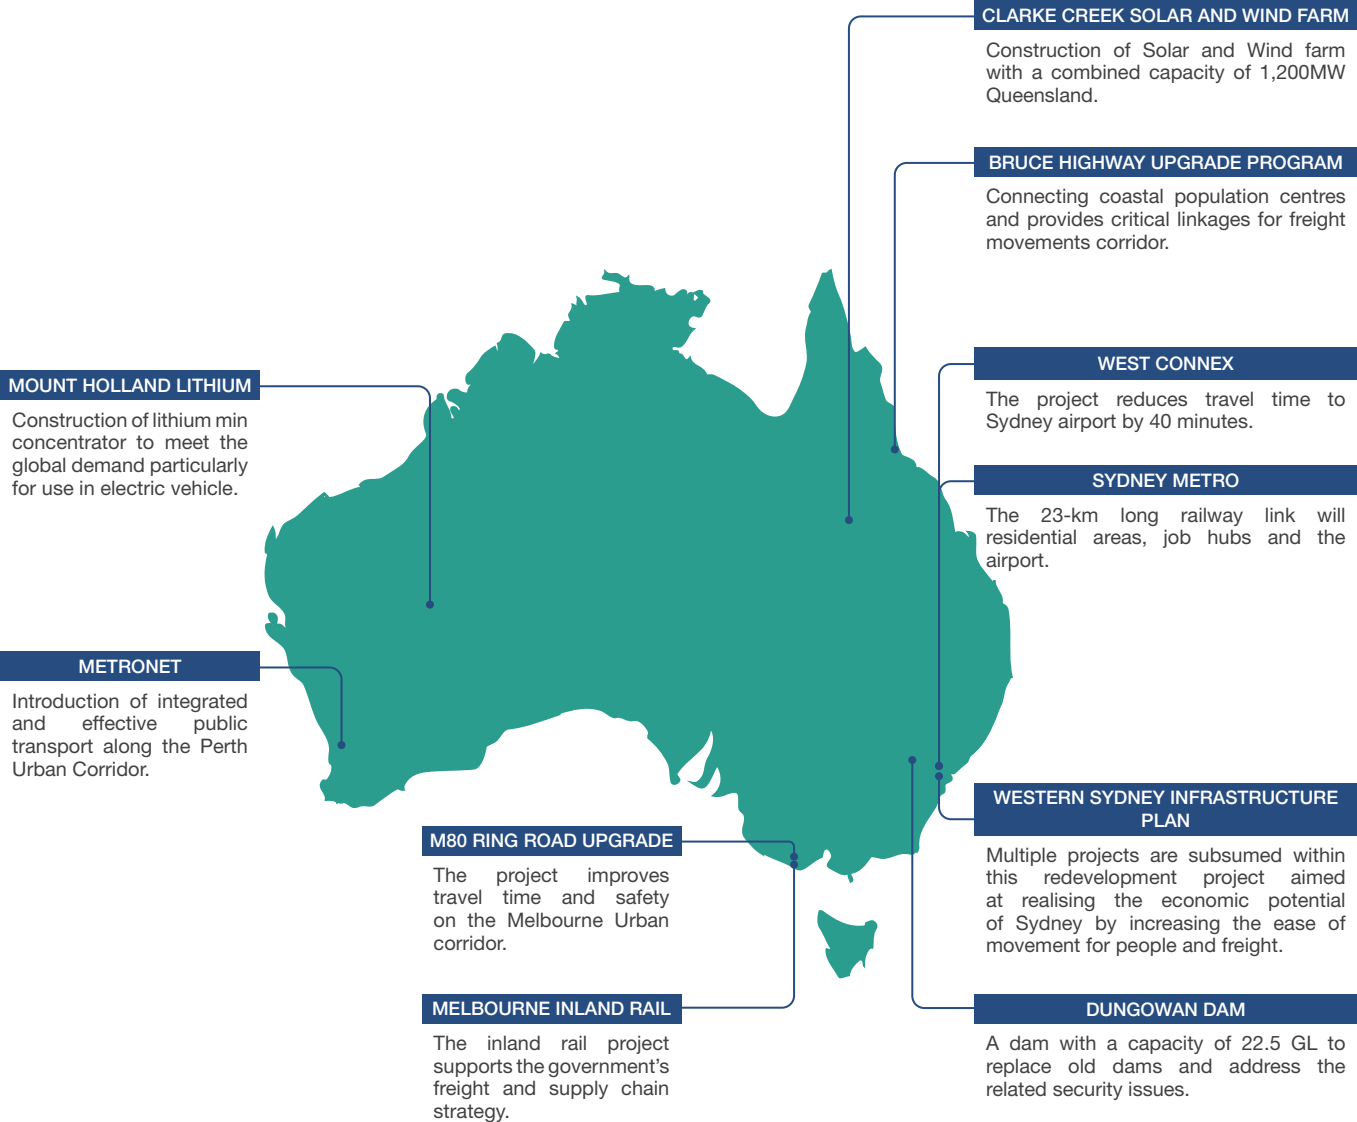 CLARKE CREEK SOLAR AND WIND FARM
Construction of Solar and Wind farm
with a combined capacity of 1,200MW
Queensland.
BRUCE HIGHWAY UPGRADE PROGRAM
Connecting coastal population centres
and provides critical linkages for freight
movements corridor.
WEST CONNEX
The project reduces travel time to
Sydney airport by 40 minutes.
SYDNEY METRO
The 23-km long railway link will
residential areas, job hubs and the
airport.
MOUNT HOLLAND LITHIUM
Construction of lithium min
concentrator to meet the
global demand particularly
for use in electric vehicle.
METRONET
Introduction of integrated
and effective public
transport along the Perth
Urban Corridor.
M80 RING ROAD UPGRADE
The project improves
travel time and safety
on the Melbourne Urban
corridor.
MELBOURNE INLAND RAIL
The inland rail project
supports the government's
freight and supply chain
strategy.
WESTERN SYDNEY INFRASTRUCTURE
PLAN
Multiple projects are subsumed within
this redevelopment project aimed
at realising the economic potential
of Sydney by increasing the ease of
movement for people and freight.
DUNGOWAN DAM
A dam with a capacity of 22.5 GL to
replace old dams and address the
related security issues.